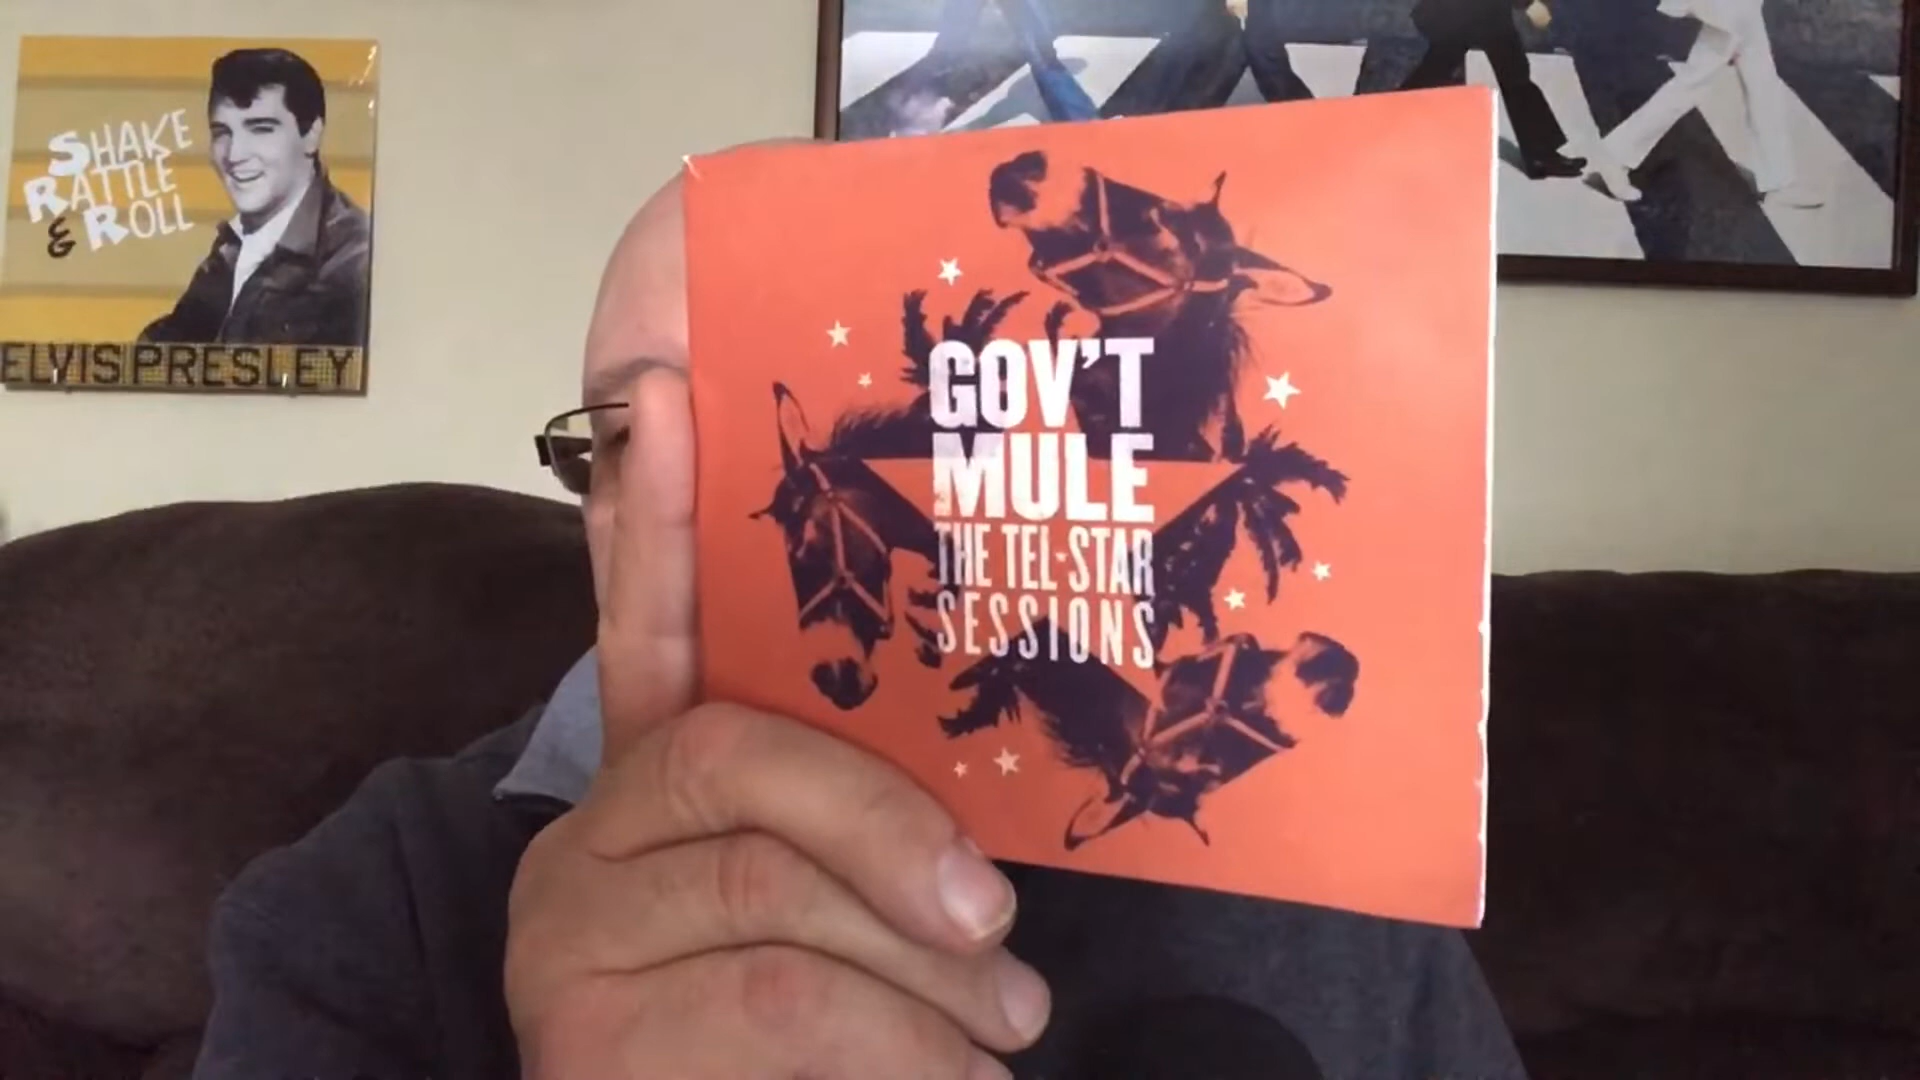 SHAKE
RATTLE
& ROLL
ELVIS PRESLEY
GOV'T
MULE
THE TEL★STAR
SESSIONS